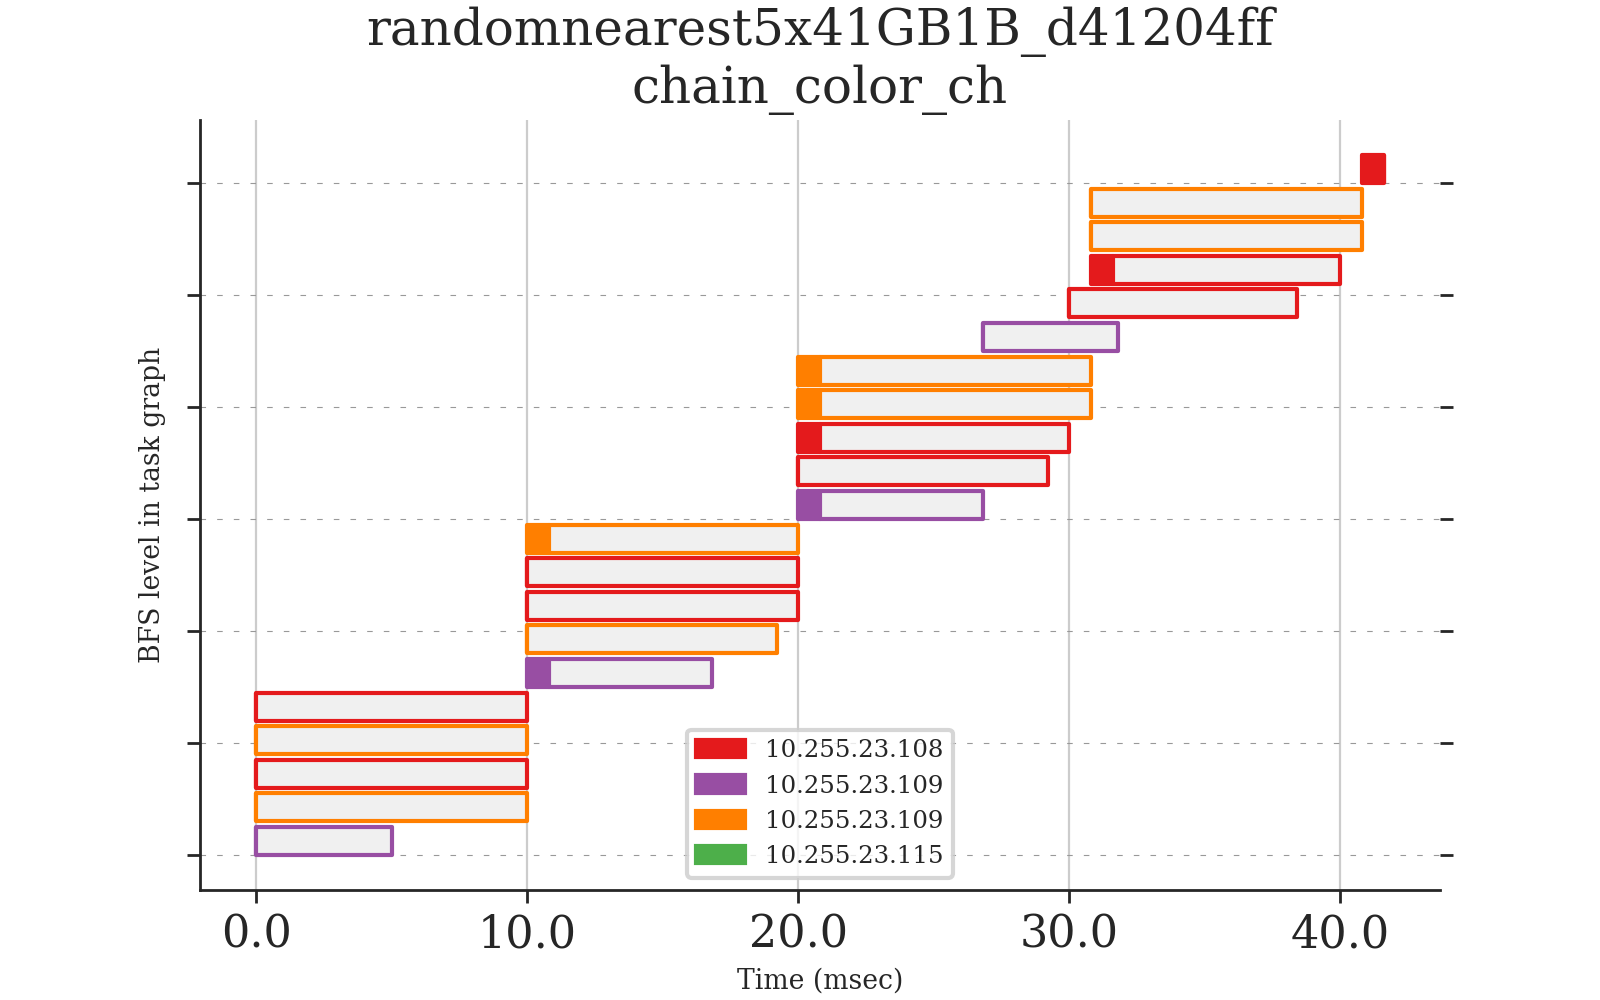 randomnearest5x41GB1B_d41204ff
chain_color_ch
BFS level in task graph
10.255.23.108
10.255.23.109
10.255.23.109
10.255.23.115
0.0 10.0 20.0 30.0 40.0
Time (msec)